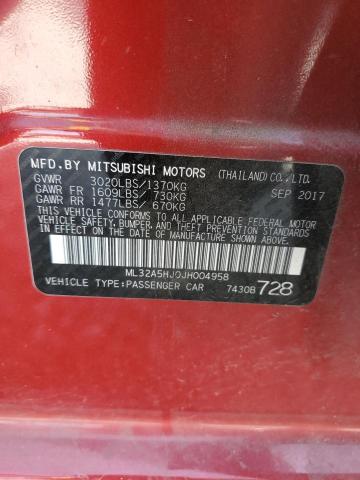 MFD.BY MITSUBISHI MOTORS (THAILAND) CO.,LTD.
GVWR 3020LBS/1370KG
GAWR FR 1609LBS/ 730KG SEP 2017
GAWR RR 1477LBS/ 670KG
THIS VEHICLE CONFORMS TO ALL APPLICABLE FEDERAL MOTOR
VEHICLE SAFETY, BUMPER, AND THEFT PREVENTION STANDARDS
IN EFFECT ON THE DATE OF MANUFACTURE SHOWN ABOVE.
ML32A5HJ0JH004958
VEHICLE TYPE:PASSENGER CAR 7430B 728